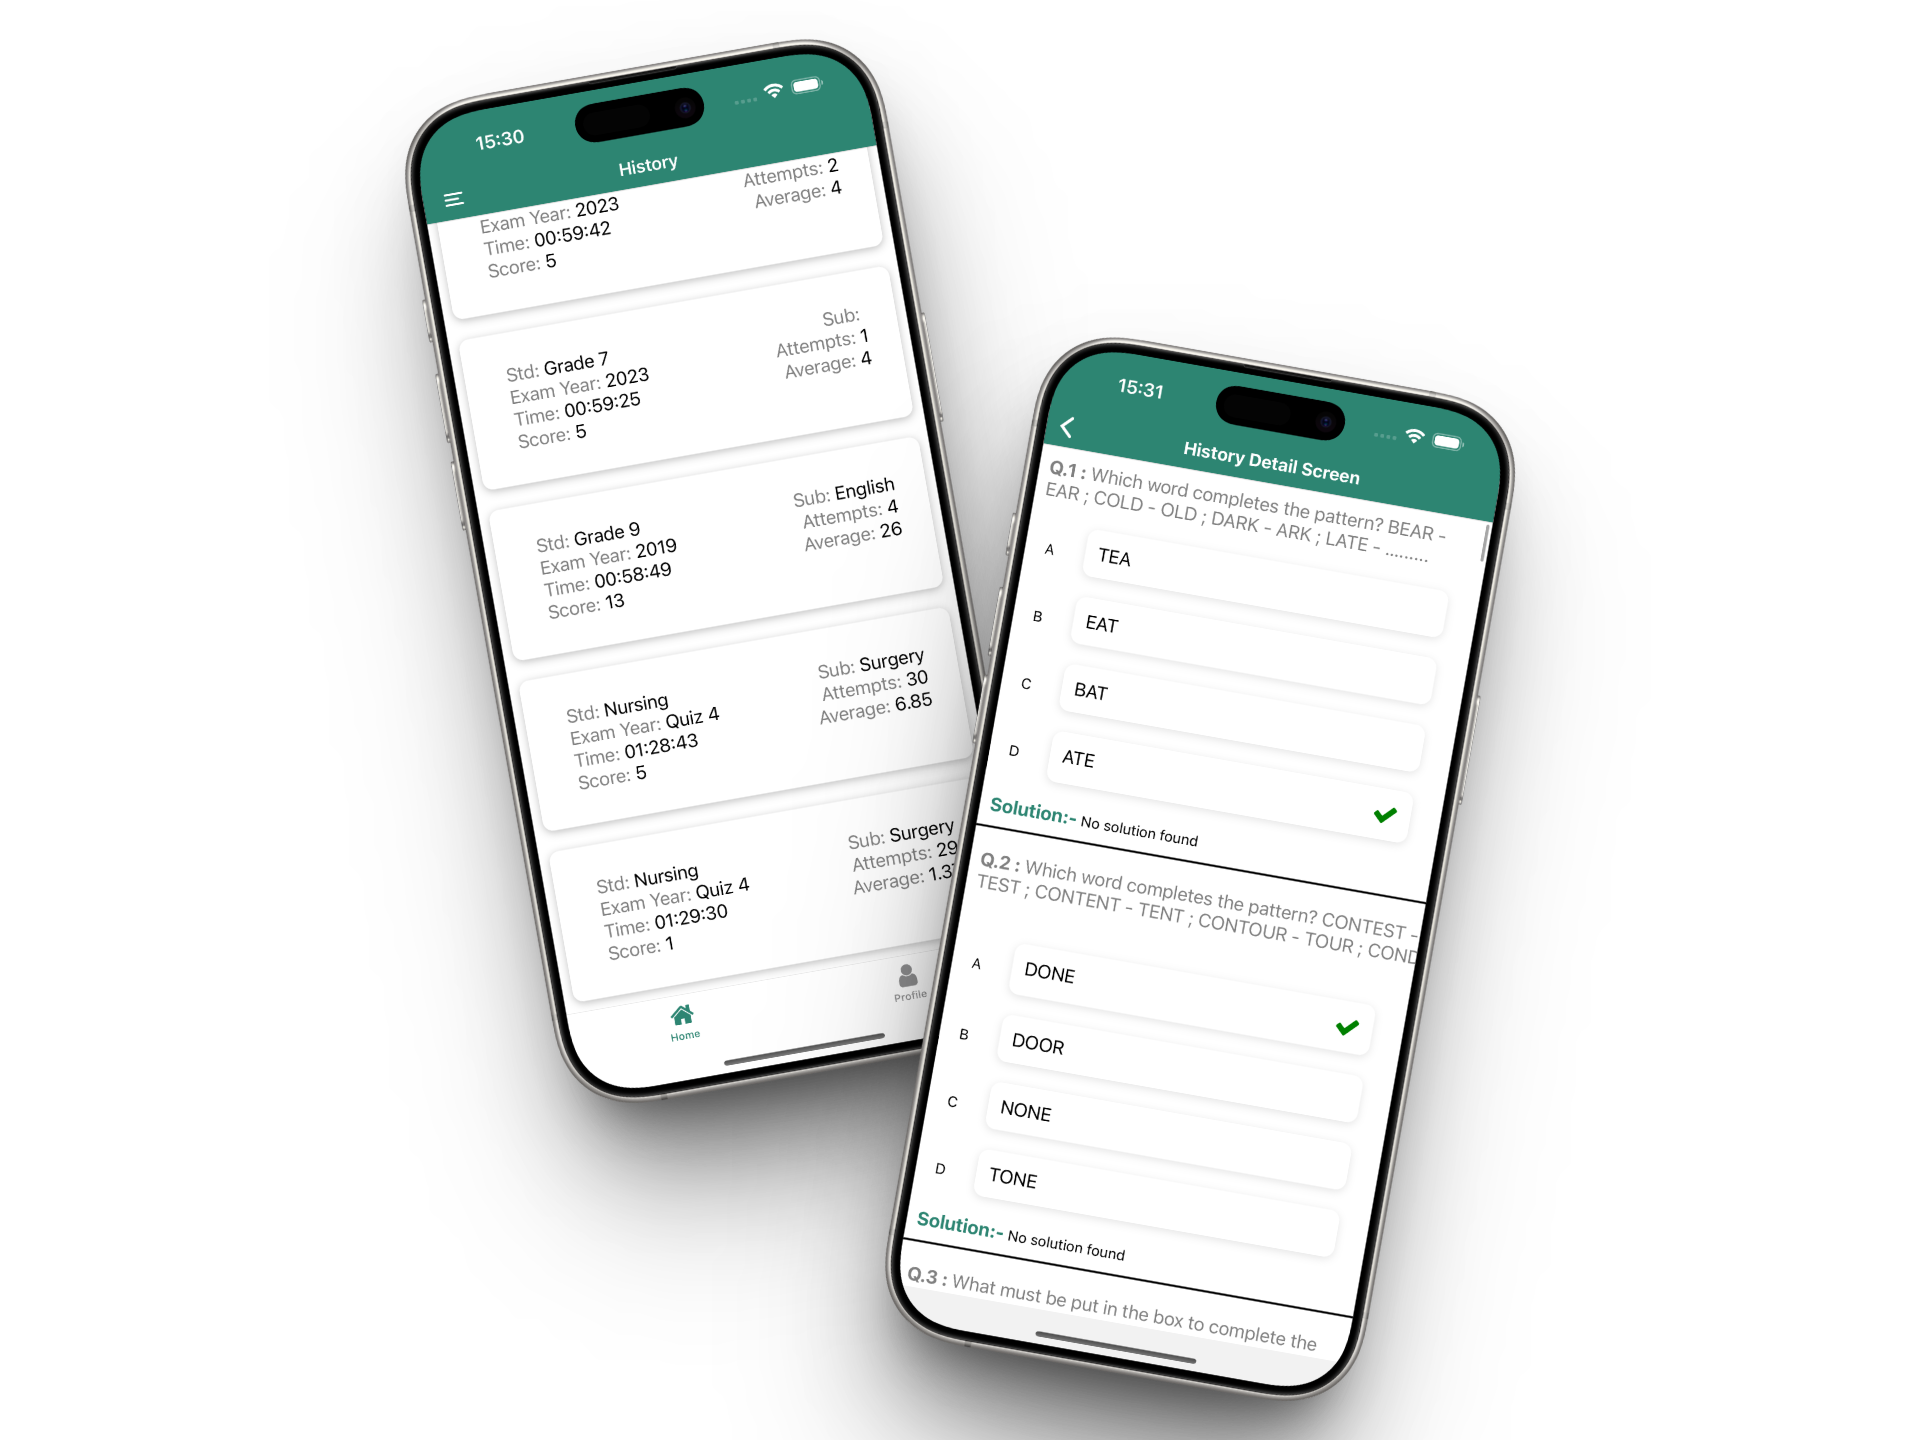 15:30
History
Attempts: 2
Average: 4
Exam Year: 2023
Time: 00:59:42
Score: 5
Std: Grade 7
Exam Year: 2023
Time: 00:59:25
Score: 5
Sub:
Attempts: 1
Average: 4
Std: Grade 9
Exam Year: 2019
Time: 00:58:49
Score: 13
Sub: English
Attempts: 4
Average: 26
Std: Nursing
Exam Year: Quiz 4
Time: 01:28:43
Score: 5
Sub: Surgery
Attempts: 30
Average: 6.85
Std: Nursing
Exam Year: Quiz 4
Time: 01:29:30
Score: 1
Sub: Surgery
Attempts: 29
Average: 1.3
Home
Profile
15:31
History Detail Screen
Q.1 : Which word completes the pattern? BEAR -
EAR ; COLD - OLD ; DARK - ARK ; LATE - .........
A TEA
B EAT
C BAT
D ATE
Solution:- No solution found
Q.2 : Which word completes the pattern? CONTEST -
TEST ; CONTENT - TENT ; CONTOUR - TOUR ; COND
A DONE
B DOOR
C NONE
D TONE
Solution:- No solution found
Q.3 : What must be put in the box to complete the